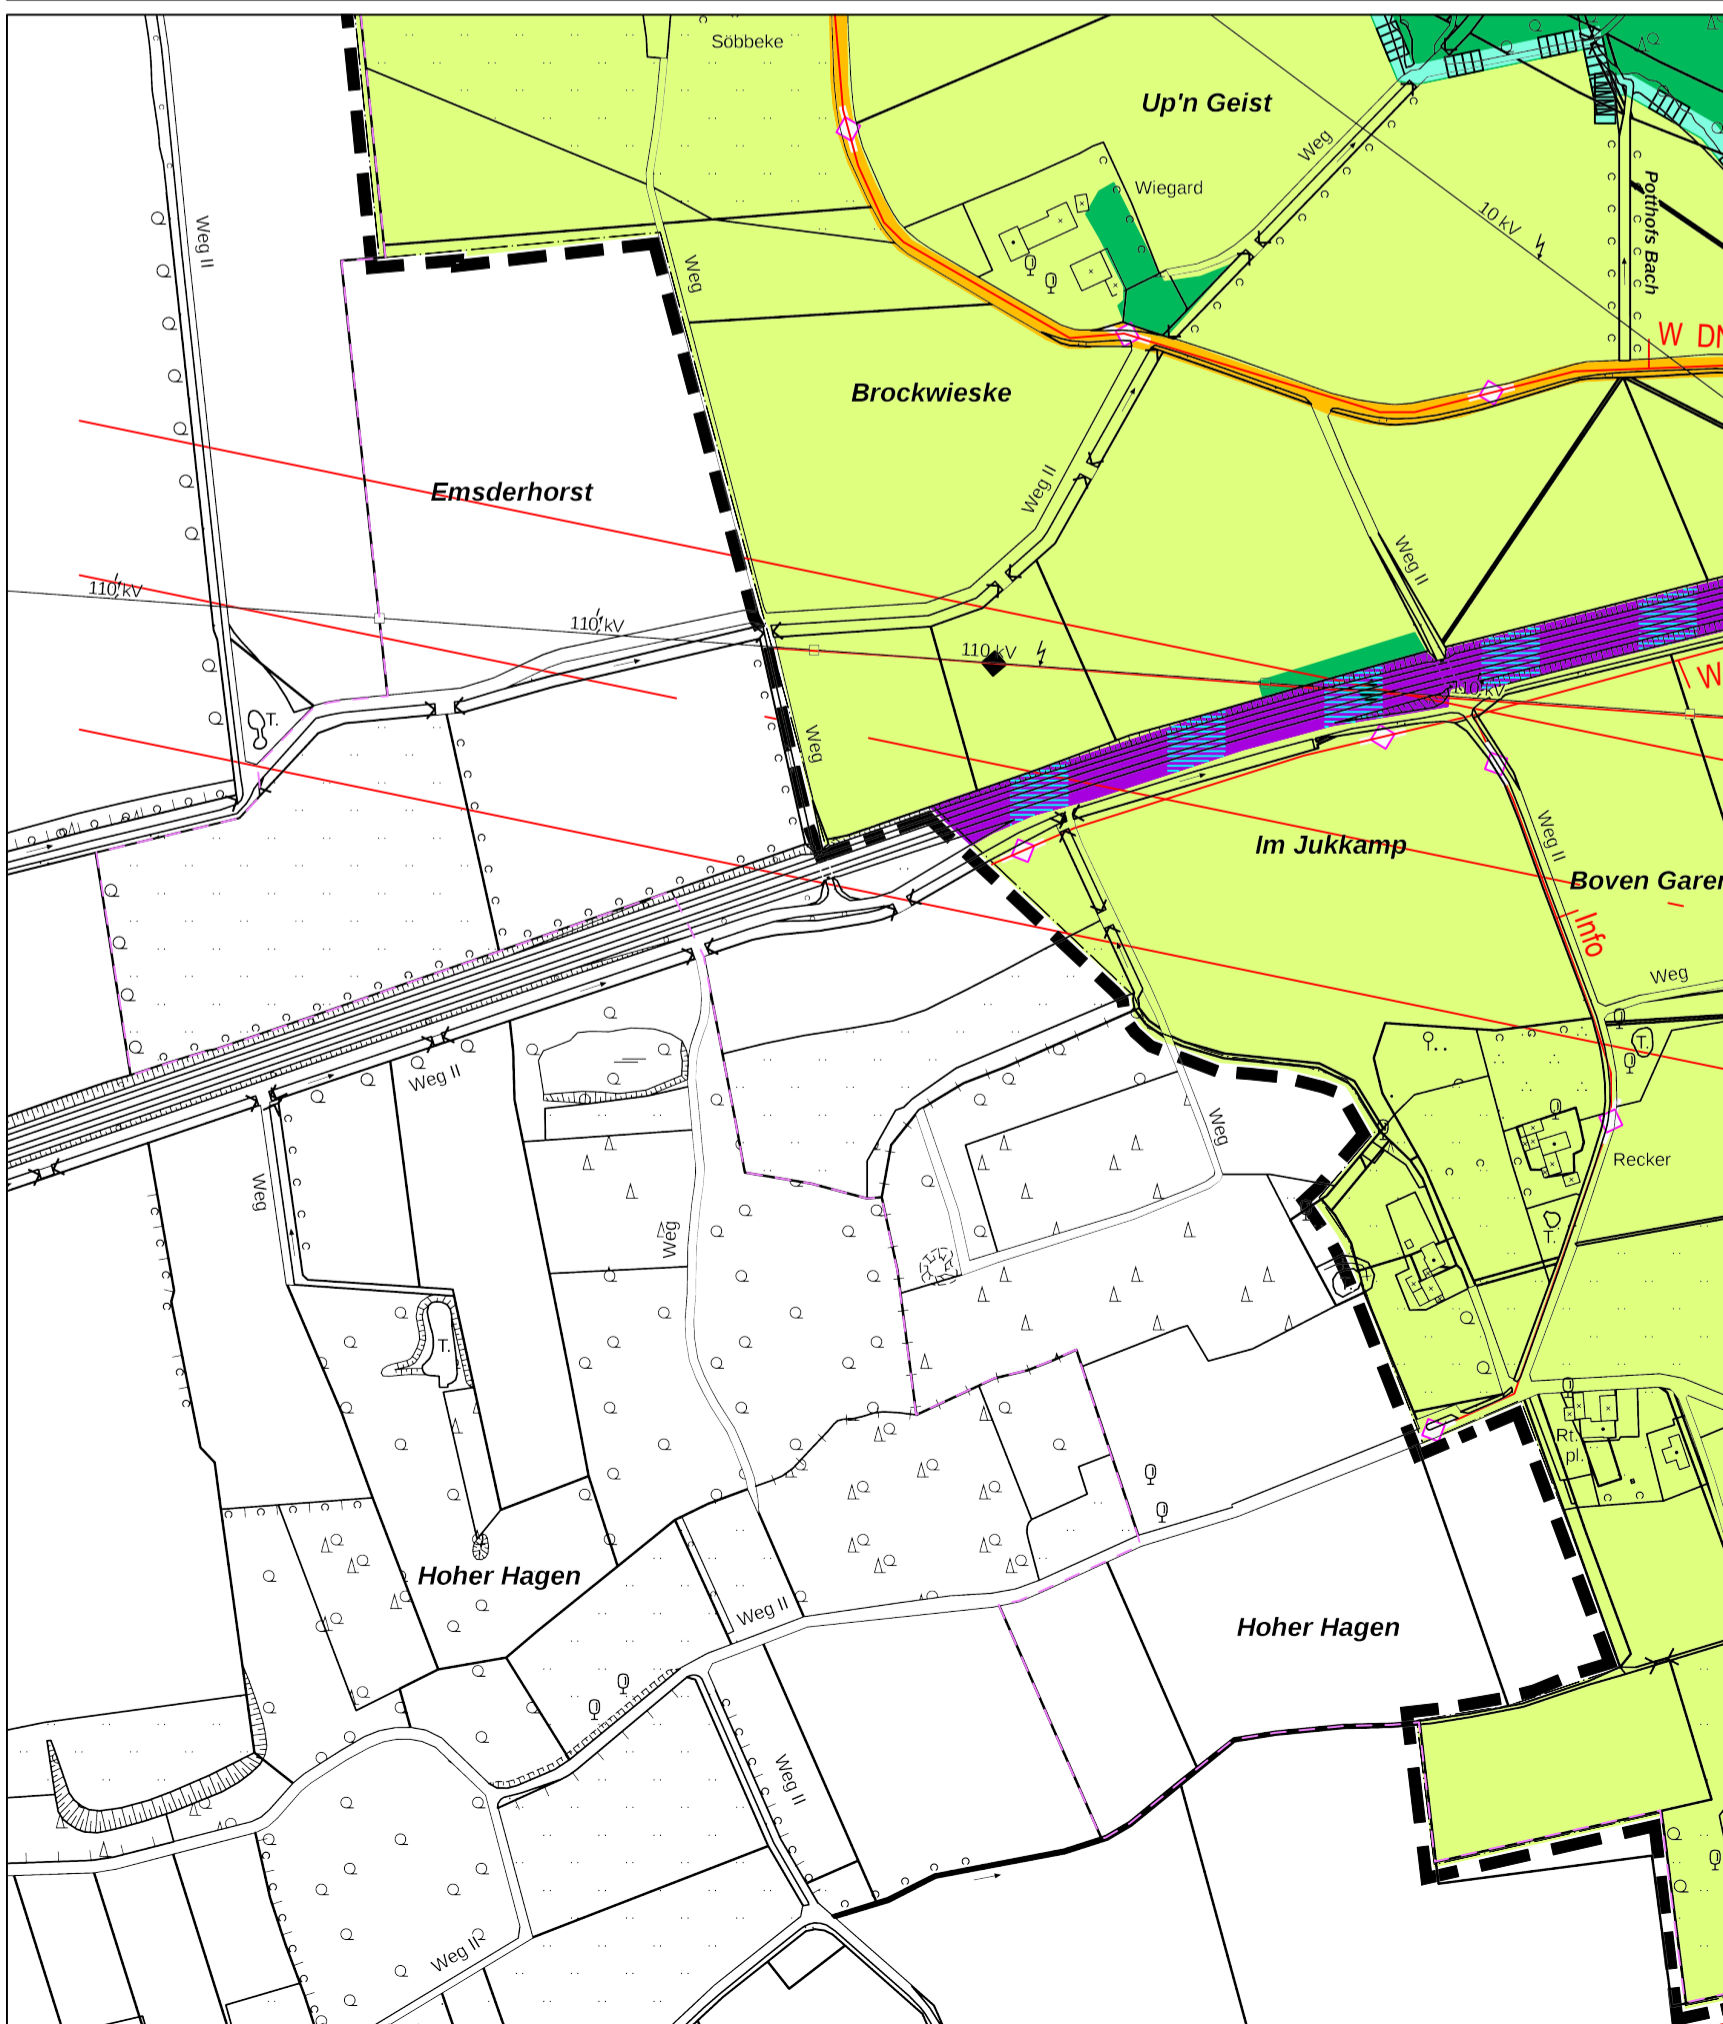 Söbbeke
Up'n Geist
Weg
Wiegard
Potthofs Bach
10 kV
Weg II
Weg
W DN
Brockwieske
Emsderhorst
Weg II
Weg II
110 kV
110 kV
110 kV
110 kV
W
T.
Weg
Weg II
Im Jukkamp
Boven Garen
Info
Weg
T.
Weg II
Weg
Recker
Weg
T.
Weg
T.
Rt.
pl.
Hoher Hagen
Weg II
Hoher Hagen
Weg II
Weg II